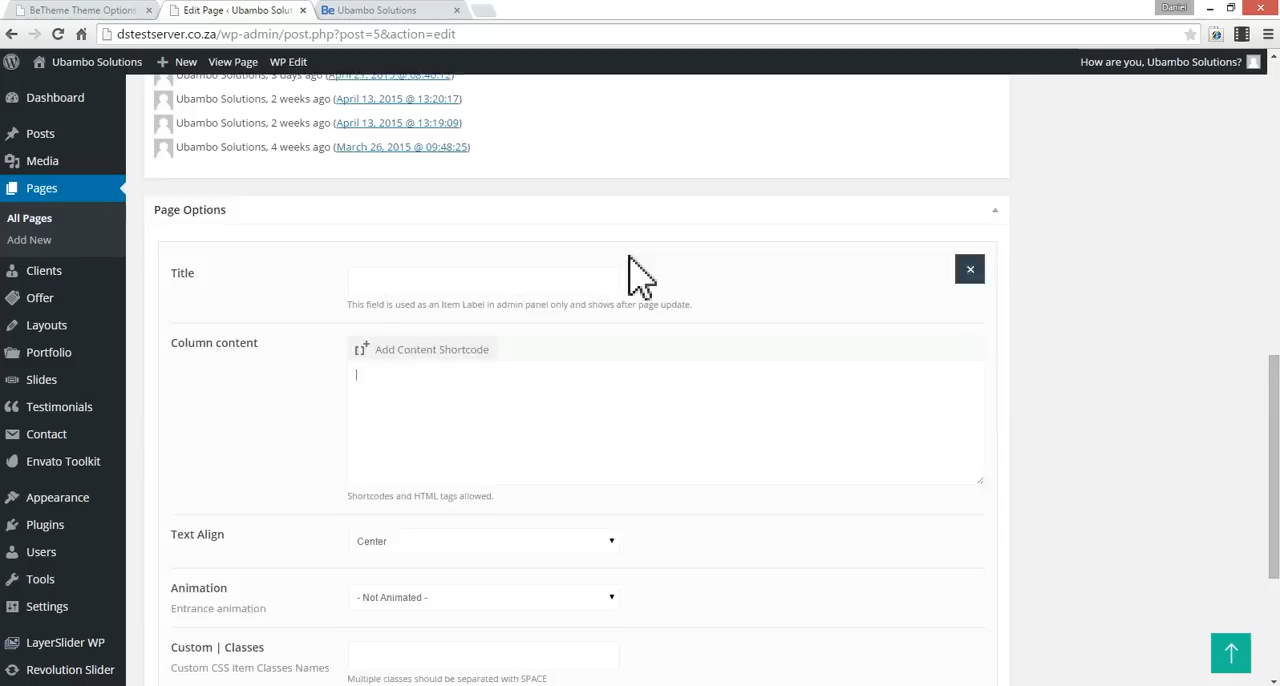 BeTheme Theme Options
Edit Page ‹ Ubambo Solut
Be Ubambo Solutions
Daniel
dstestserver.co.za/wp-admin/post.php?post=5&action=edit
Ubambo Solutions
New
View Page
WP Edit
How are you, Ubambo Solutions?
Ubambo Solutions, 3 days ago (April 21, 2015 @ 08:40:12)
Dashboard
Ubambo Solutions, 2 weeks ago (April 13, 2015 @ 13:20:17)
Ubambo Solutions, 2 weeks ago (April 13, 2015 @ 13:19:09)
Posts
Ubambo Solutions, 4 weeks ago (March 26, 2015 @ 09:48:25)
Media
Pages
All Pages
Add New
Clients
Offer
Layouts
Portfolio
Slides
Testimonials
Contact
Envato Toolkit
Appearance
Plugins
Users
Tools
Settings
LayerSlider WP
Revolution Slider
Page Options
Title
This field is used as an Item Label in admin panel only and shows after page update.
Column content
Add Content Shortcode
Shortcodes and HTML tags allowed.
Text Align
Center
Animation
- Not Animated -
Entrance animation
Custom | Classes
Custom CSS Item Classes Names
Multiple classes should be separated with SPACE